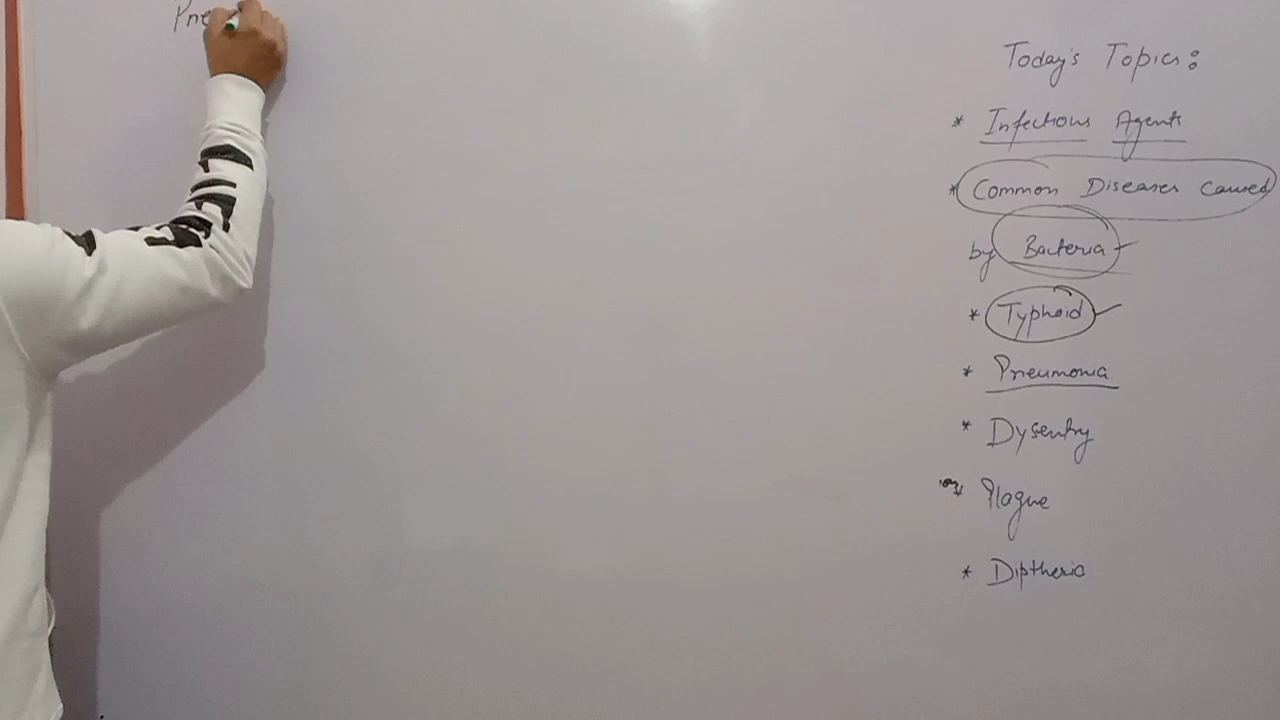 Pne
Today's Topics:
* Infectious Agents
* Common Diseases Caused
by Bacteria
* Typhoid
* Pneumonia
* Dysentry
* Plague
* Diptheria